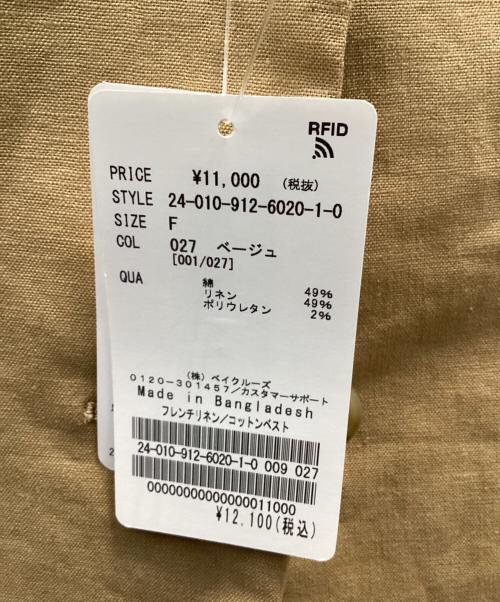 RFID
PRICE ¥11,000 (税抜)
STYLE 24-010-912-6020-1-0
SIZE F
COL 027 ベージュ
[001/027]
QUA 綿 49%
リネン 49%
ポリウレタン 2%
(株) ベイクルーズ
0120-301457/カスタマーサポート
Made in Bangladesh
フレンチリネン/コットンベスト
24-010-912-6020-1-0 009 027
00000000000000011000
¥12,100(税込)